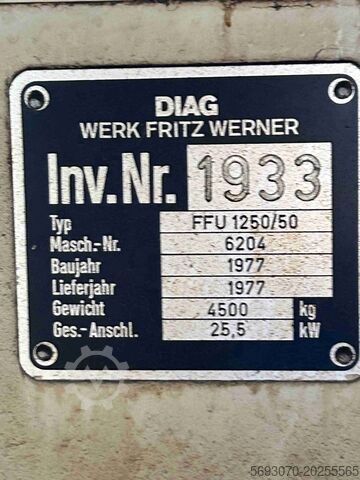 DIAG
WERK FRITZ WERNER
Inv.Nr. 1933
Typ FFU 1250/50
Masch.-Nr. 6204
Baujahr 1977
Lieferjahr 1977
Gewicht 4500 kg
Ges.-Anschl. 25,5 kW
5693070-20255565